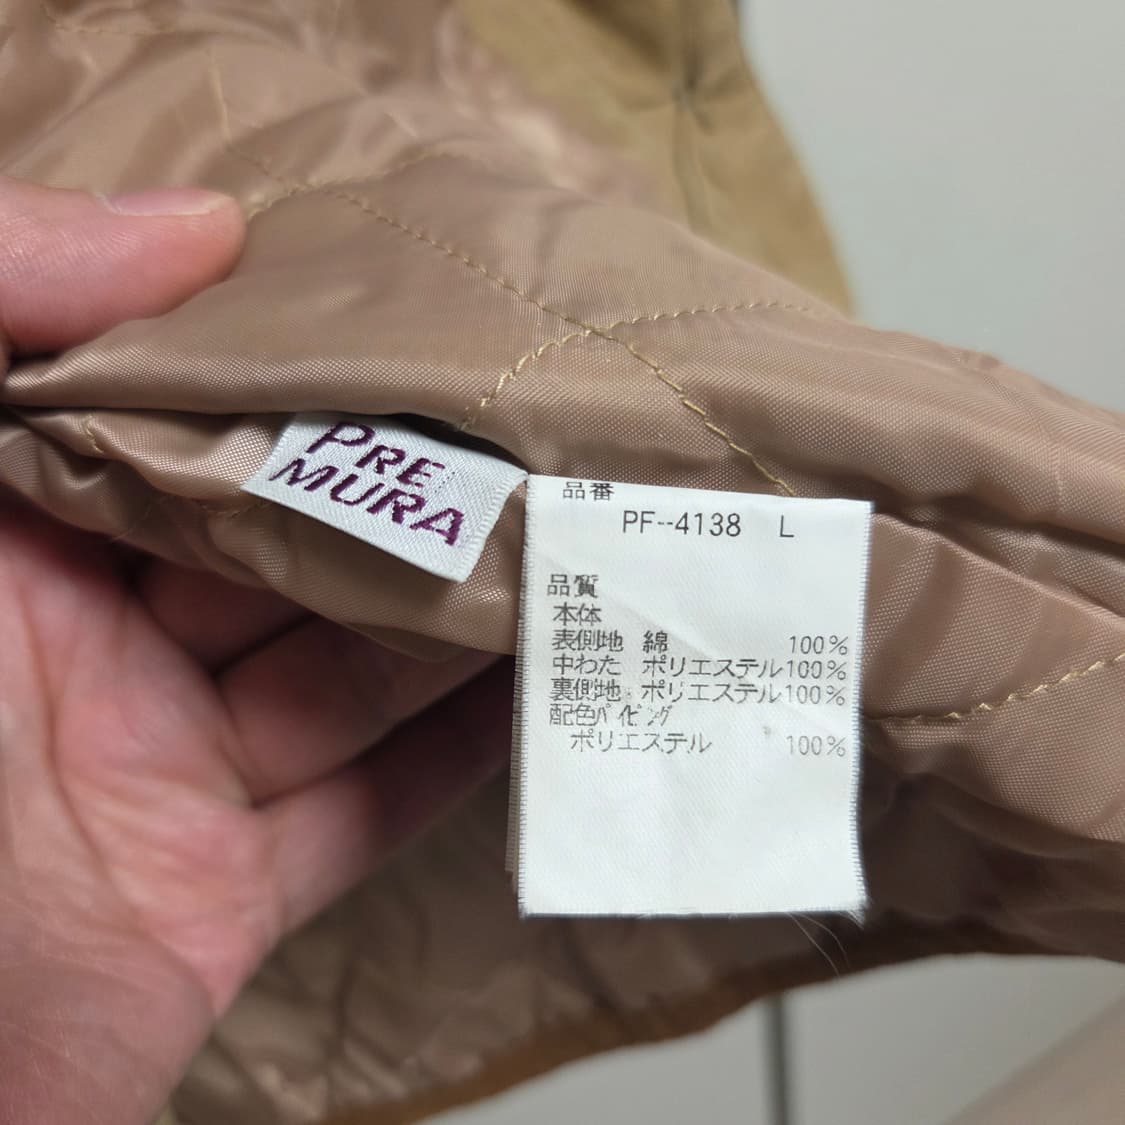 PRE
MURA
品番
PF--4138 L
品質
本体
表側地 綿 100%
中わた ポリエステル100%
裏側地 ポリエステル100%
配色パイピング
ポリエステル 100%